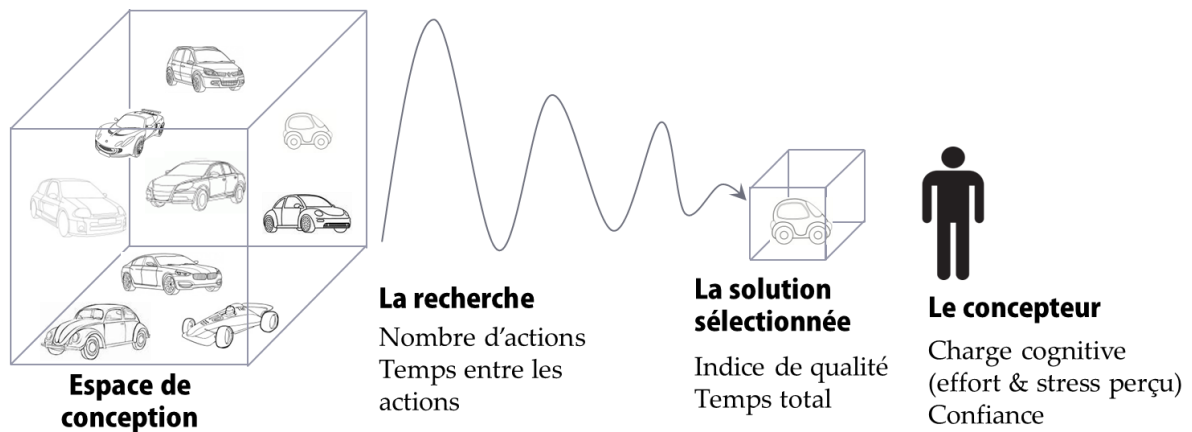 Espace de
conception
La recherche
Nombre d'actions
Temps entre les
actions
La solution
sélectionnée
Indice de qualité
Temps total
Le concepteur
Charge cognitive
(effort & stress perçu)
Confiance